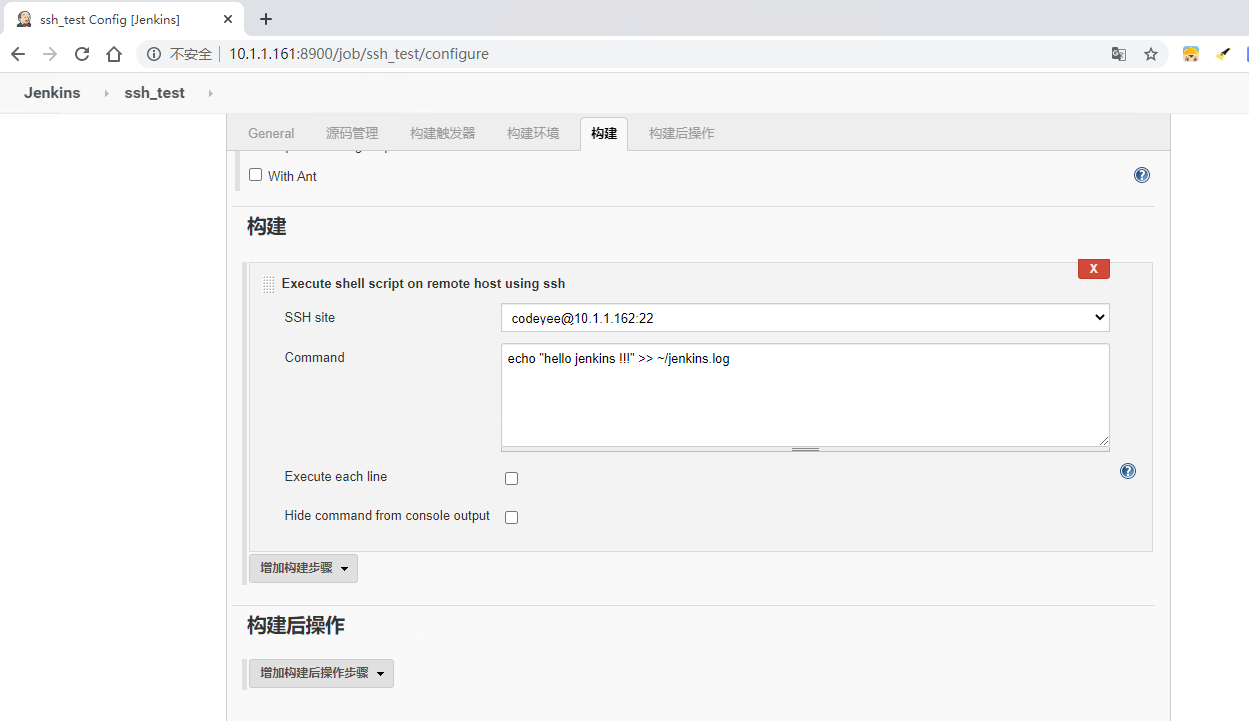 ssh_test Config [Jenkins]
不安全 10.1.1.161:8900/job/ssh_test/configure
Jenkins ssh_test
General 源码管理 构建触发器 构建环境 构建 构建后操作
With Ant
构建
X
Execute shell script on remote host using ssh
SSH site codeyee@10.1.1.162:22
Command echo "hello jenkins !!!" >> ~/jenkins.log
Execute each line
Hide command from console output
增加构建步骤
构建后操作
增加构建后操作步骤